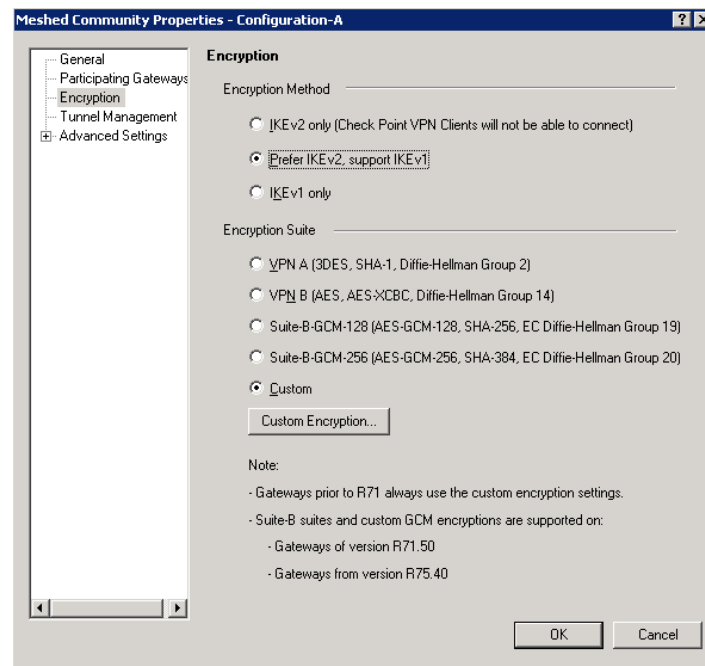 Meshed Community Properties - Configuration-A
General
Participating Gateways
Encryption
Tunnel Management
Advanced Settings
Encryption
Encryption Method
IKEv2 only (Check Point VPN Clients will not be able to connect)
Prefer IKEv2, support IKEv1
IKEv1 only
Encryption Suite
VPN A (3DES, SHA-1, Diffie-Hellman Group 2)
VPN B (AES, AES-XCBC, Diffie-Hellman Group 14)
Suite-B-GCM-128 (AES-GCM-128, SHA-256, EC Diffie-Hellman Group 19)
Suite-B-GCM-256 (AES-GCM-256, SHA-384, EC Diffie-Hellman Group 20)
Custom
Custom Encryption...
Note:
- Gateways prior to R71 always use the custom encryption settings.
- Suite-B suites and custom GCM encryptions are supported on:
- Gateways of version R71.50
- Gateways from version R75.40
OK Cancel